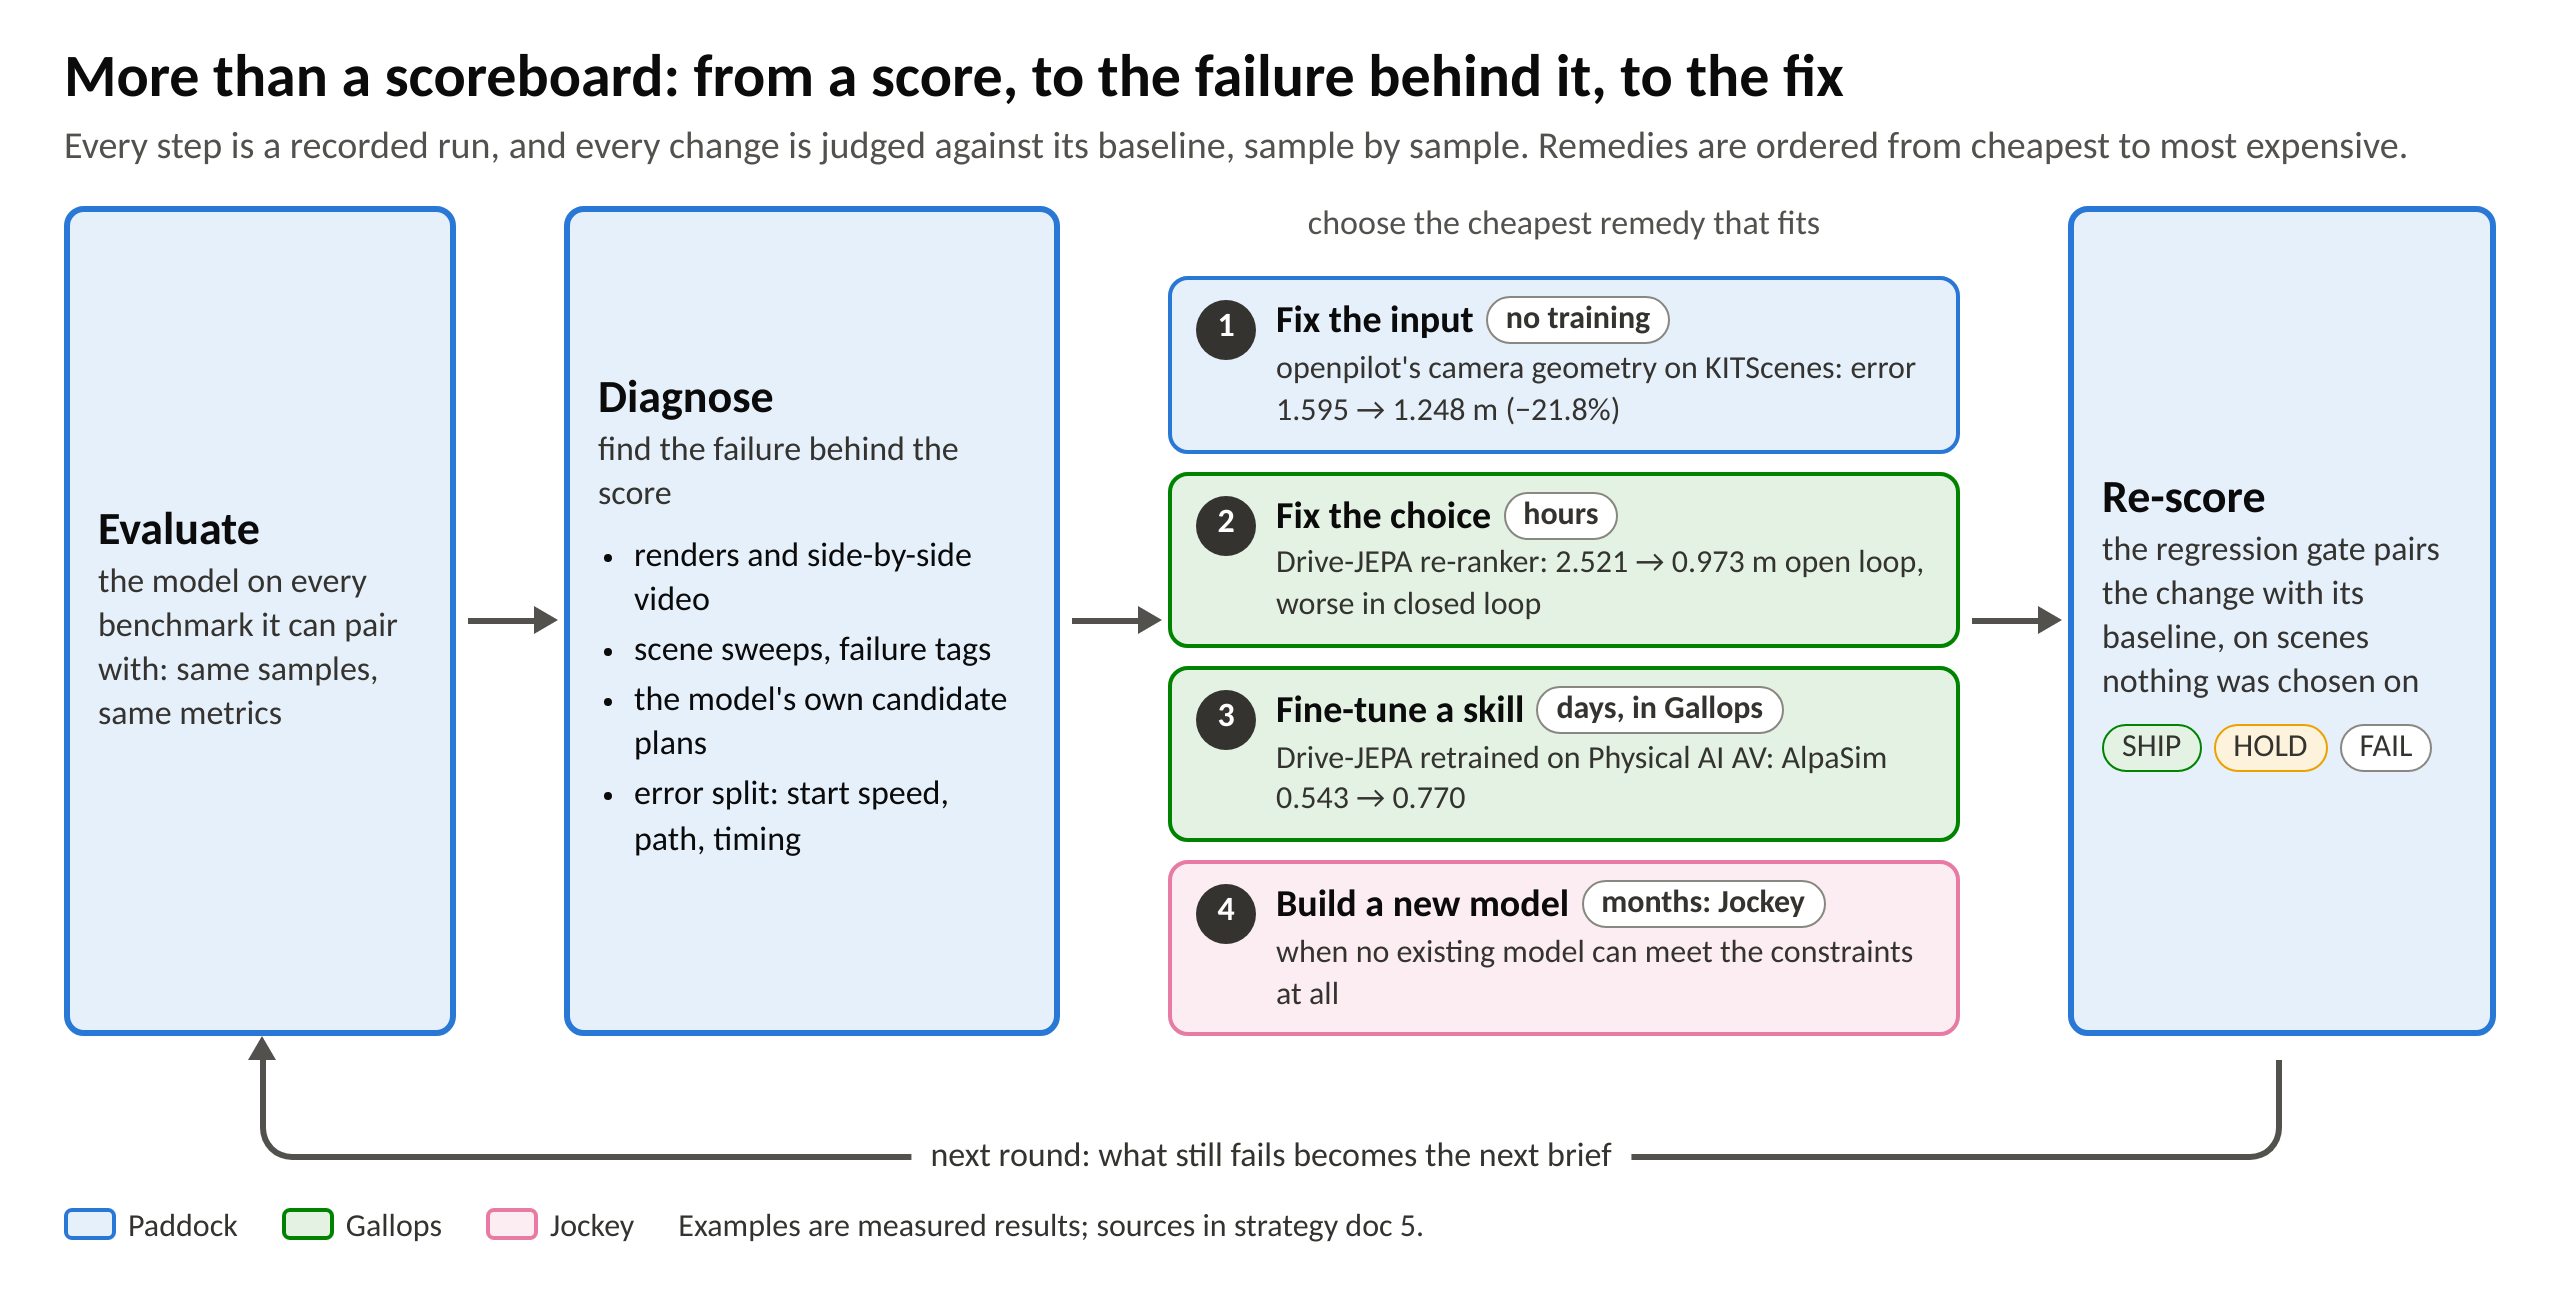 More than a scoreboard: from a score, to the failure behind it, to the fix
Every step is a recorded run, and every change is judged against its baseline, sample by sample. Remedies are ordered from cheapest to most expensive.
Evaluate
the model on every
benchmark it can pair
with: same samples,
same metrics
Diagnose
find the failure behind the
score
• renders and side-by-side
video
• scene sweeps, failure tags
• the model's own candidate
plans
• error split: start speed,
path, timing
choose the cheapest remedy that fits
1 Fix the input no training
openpilot's camera geometry on KITScenes: error
1.595 → 1.248 m (−21.8%)
2 Fix the choice hours
Drive-JEPA re-ranker: 2.521 → 0.973 m open loop,
worse in closed loop
3 Fine-tune a skill days, in Gallops
Drive-JEPA retrained on Physical AI AV: AlpaSim
0.543 → 0.770
4 Build a new model months: Jockey
when no existing model can meet the constraints
at all
Re-score
the regression gate pairs
the change with its
baseline, on scenes
nothing was chosen on
SHIP HOLD FAIL
next round: what still fails becomes the next brief
Paddock Gallops Jockey Examples are measured results; sources in strategy doc 5.